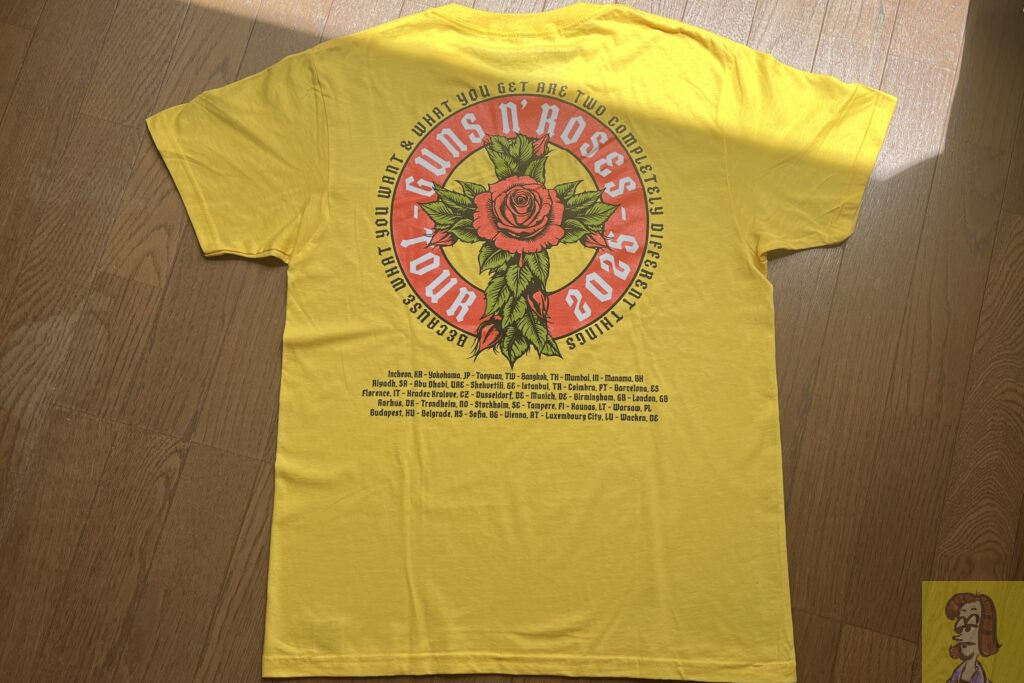 BECAUSE WHAT YOU WANT & WHAT YOU GET ARE TWO COMPLETELY DIFFERENT THINGS
TOUR - GUNS N' ROSES - 2025
Incheon, KR - Yokohama, JP - Taoyuan, TW - Bangkok, TH - Mumbai, IN - Manama, BH
Riyadh, SA - Abu Dhabi, UAE - Shekvetili, GE - Istanbul, TR - Coimbra, PT - Barcelona, ES
Florence, IT - Hradec Kralove, CZ - Dusseldorf, DE - Munich, DE - Birmingham, GB - London, GB
Aarhus, DK - Trondheim, NO - Stockholm, SE - Tampere, FI - Kaunas, LT - Warsaw, PL
Budapest, HU - Belgrade, RS - Sofia, BG - Vienna, AT - Luxembourg City, LU - Wacken, DE